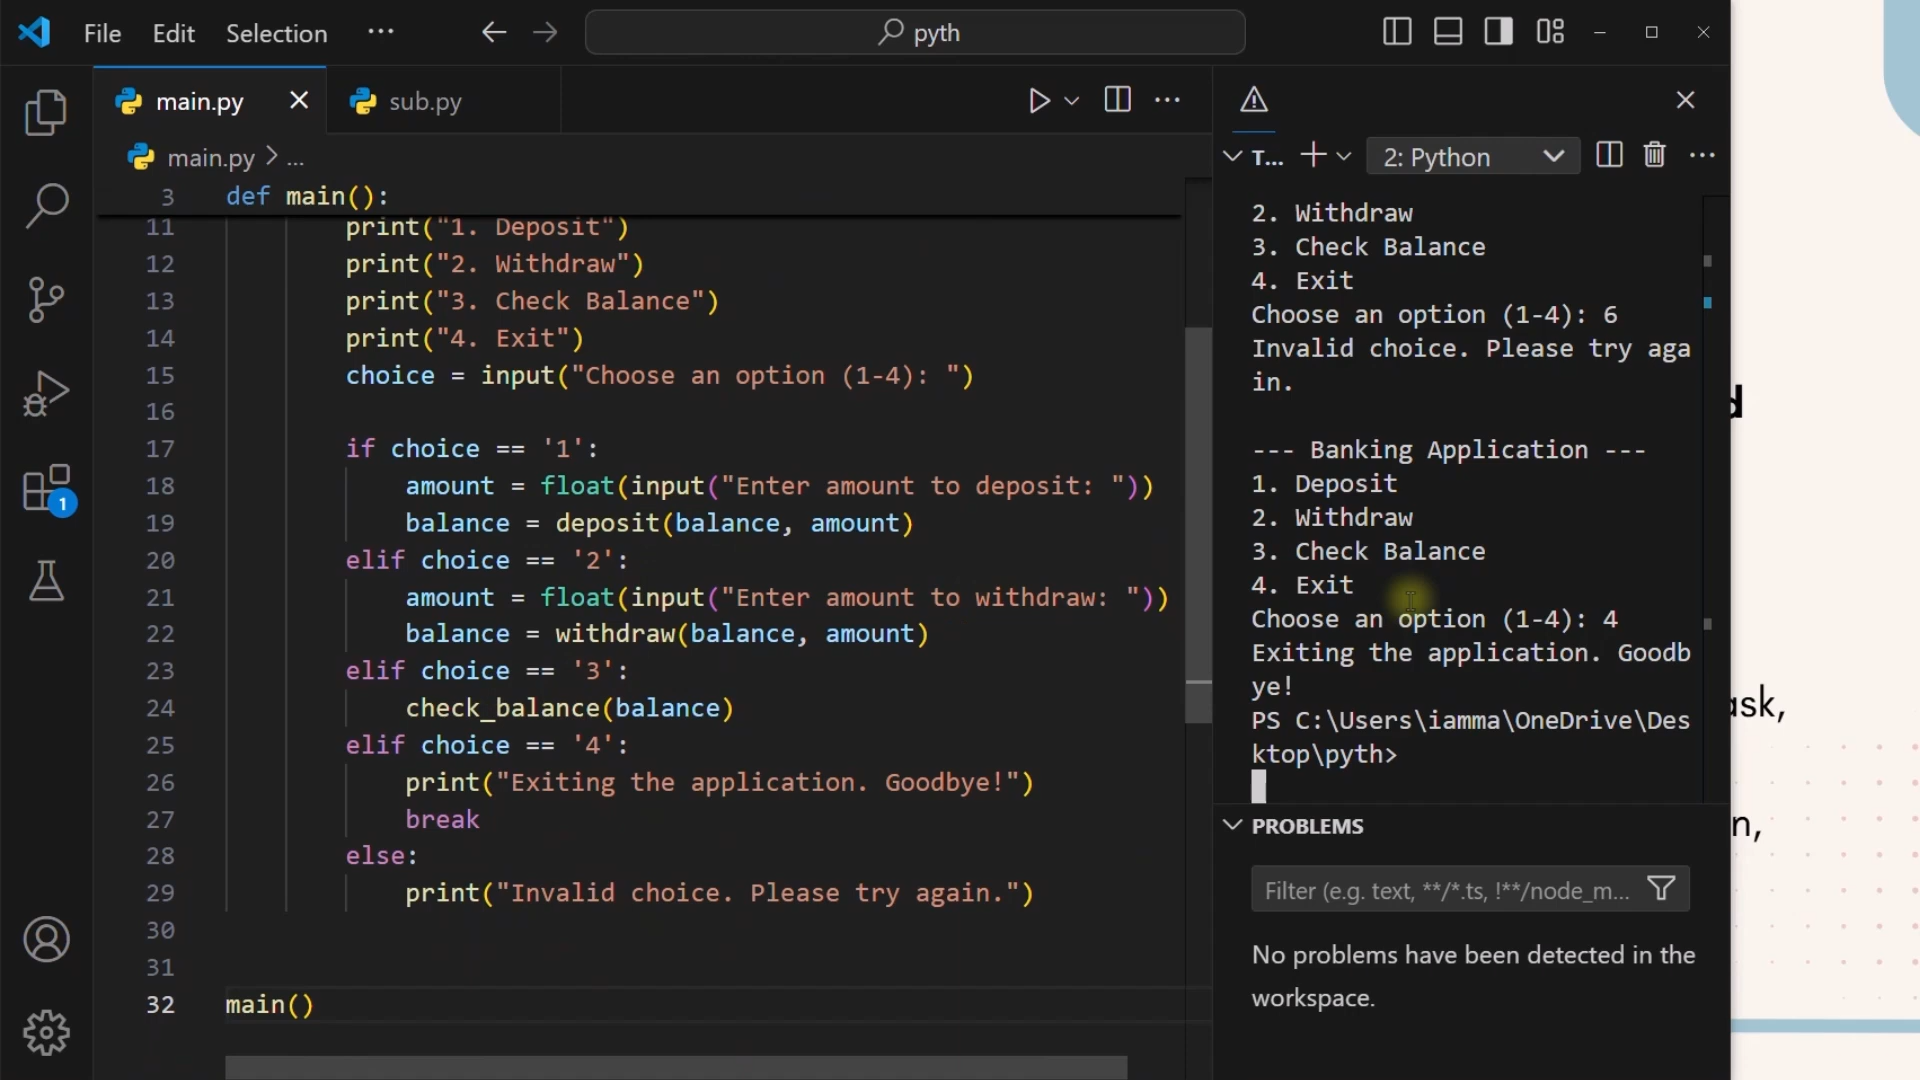 File Edit Selection ... pyth
main.py sub.py
main.py > ...
3 def main():
11 print("1. Deposit")
12 print("2. Withdraw")
13 print("3. Check Balance")
14 print("4. Exit")
15 choice = input("Choose an option (1-4): ")
16
17 if choice == '1':
18 amount = float(input("Enter amount to deposit: "))
19 balance = deposit(balance, amount)
20 elif choice == '2':
21 amount = float(input("Enter amount to withdraw: "))
22 balance = withdraw(balance, amount)
23 elif choice == '3':
24 check_balance(balance)
25 elif choice == '4':
26 print("Exiting the application. Goodbye!")
27 break
28 else:
29 print("Invalid choice. Please try again.")
30
31
32 main()
1
T... 2: Python
2. Withdraw
3. Check Balance
4. Exit
Choose an option (1-4): 6
Invalid choice. Please try aga
in.
--- Banking Application ---
1. Deposit
2. Withdraw
3. Check Balance
4. Exit
Choose an option (1-4): 4
Exiting the application. Goodb
ye!
PS C:\Users\iamma\OneDrive\Des
ktop\pyth>
PROBLEMS
Filter (e.g. text, **/*.ts, !**/node_m...
No problems have been detected in the
workspace.